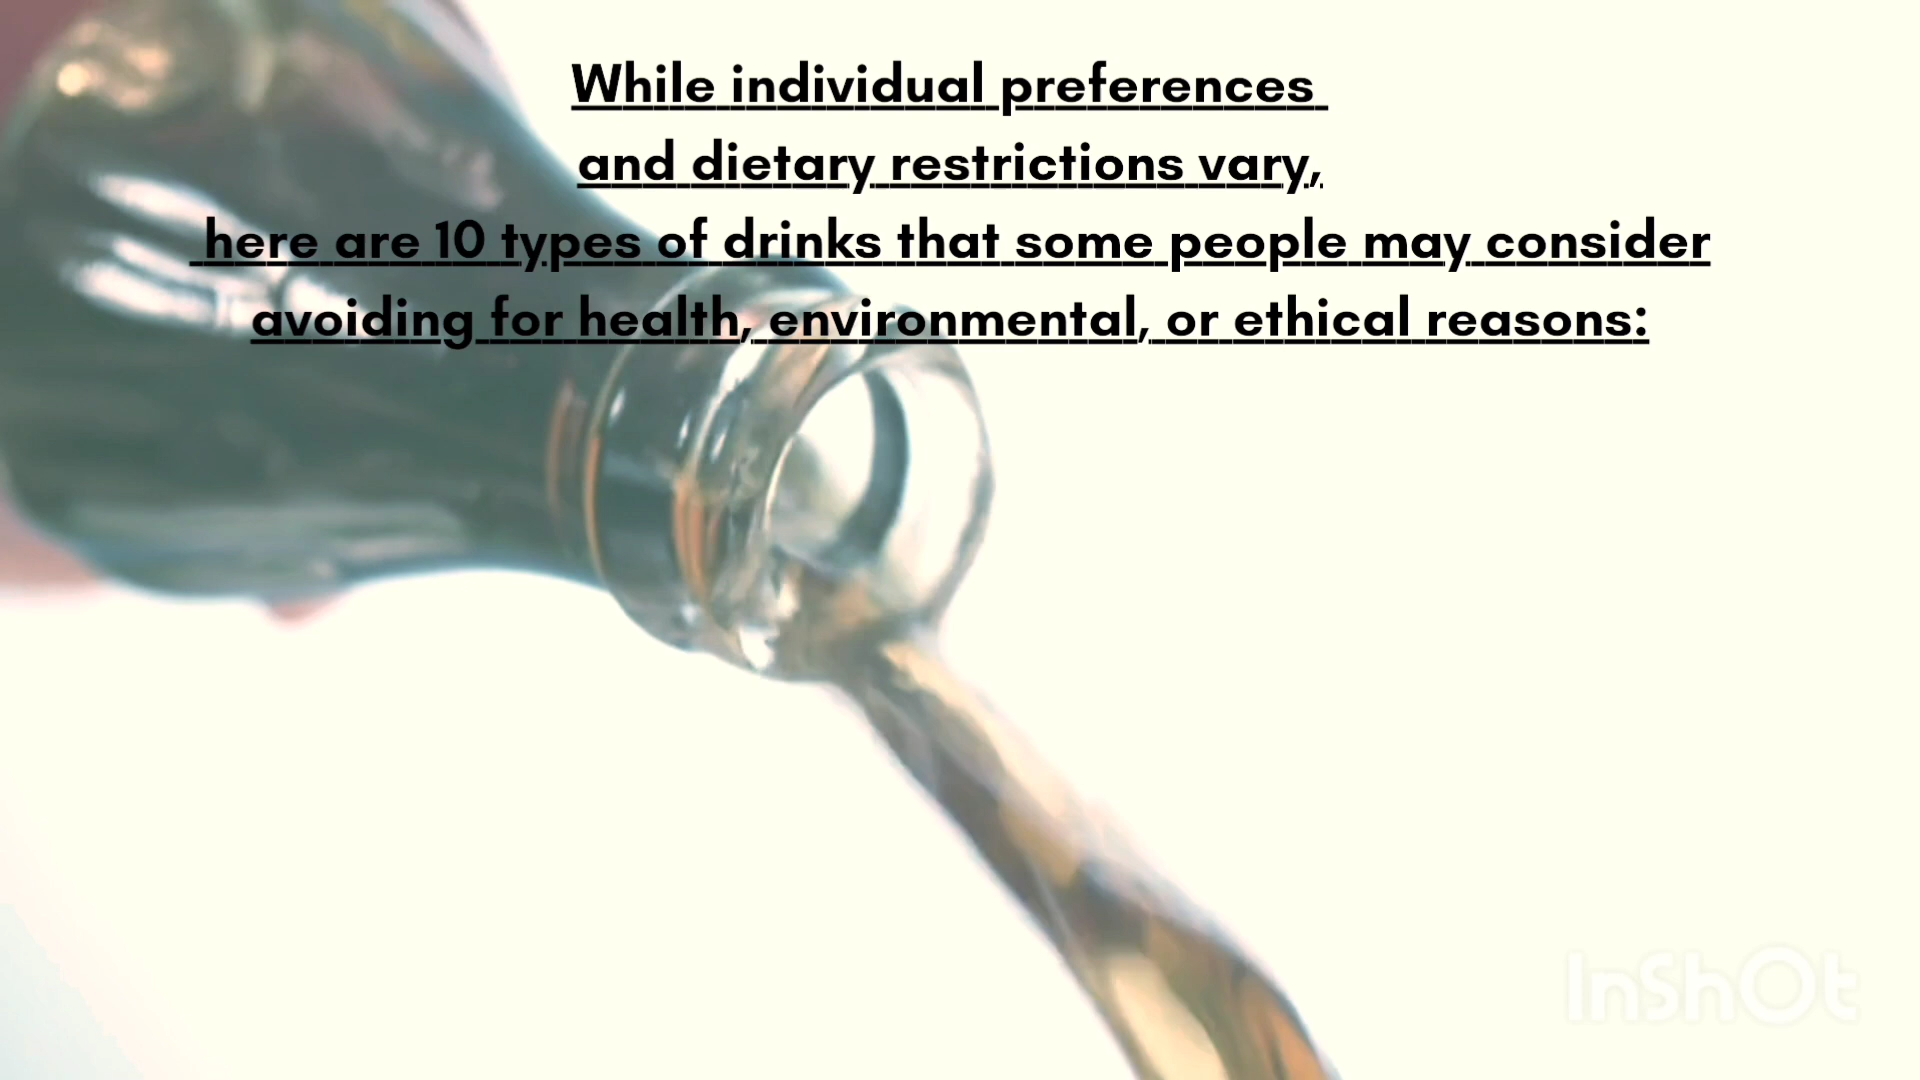 While individual preferences
and dietary restrictions vary,
here are 10 types of drinks that some people may consider
avoiding for health, environmental, or ethical reasons:
InShOt